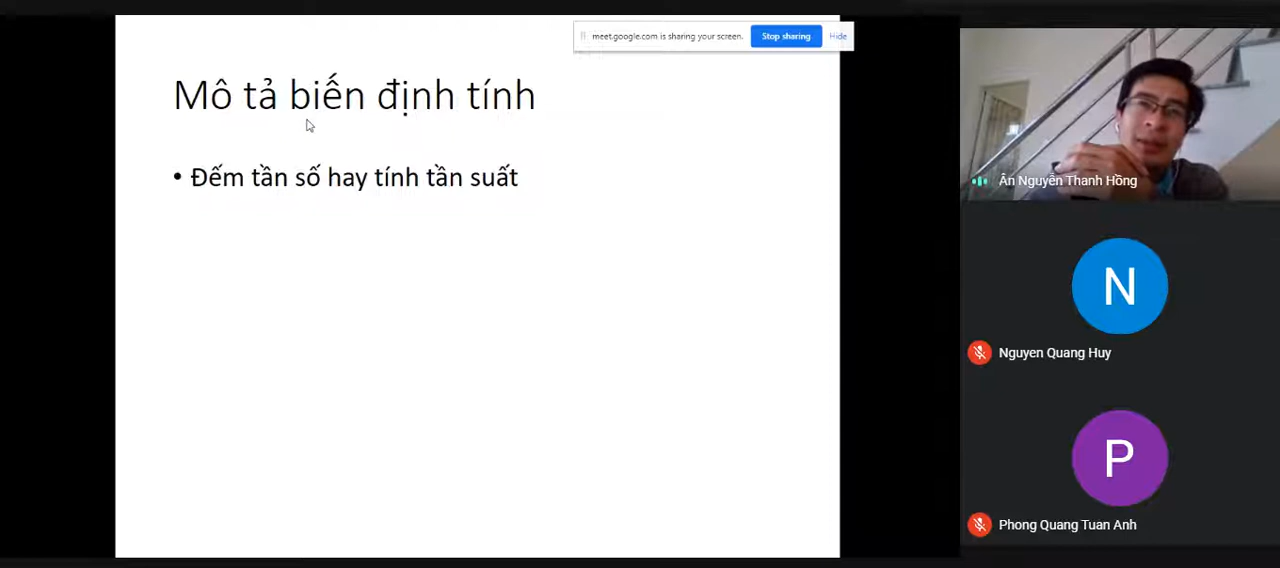 meet.google.com is sharing your screen. Stop sharing Hide
Mô tả biến định tính
• Đếm tần số hay tính tần suất
Ân Nguyễn Thanh Hồng
N
Nguyen Quang Huy
P
Phong Quang Tuan Anh